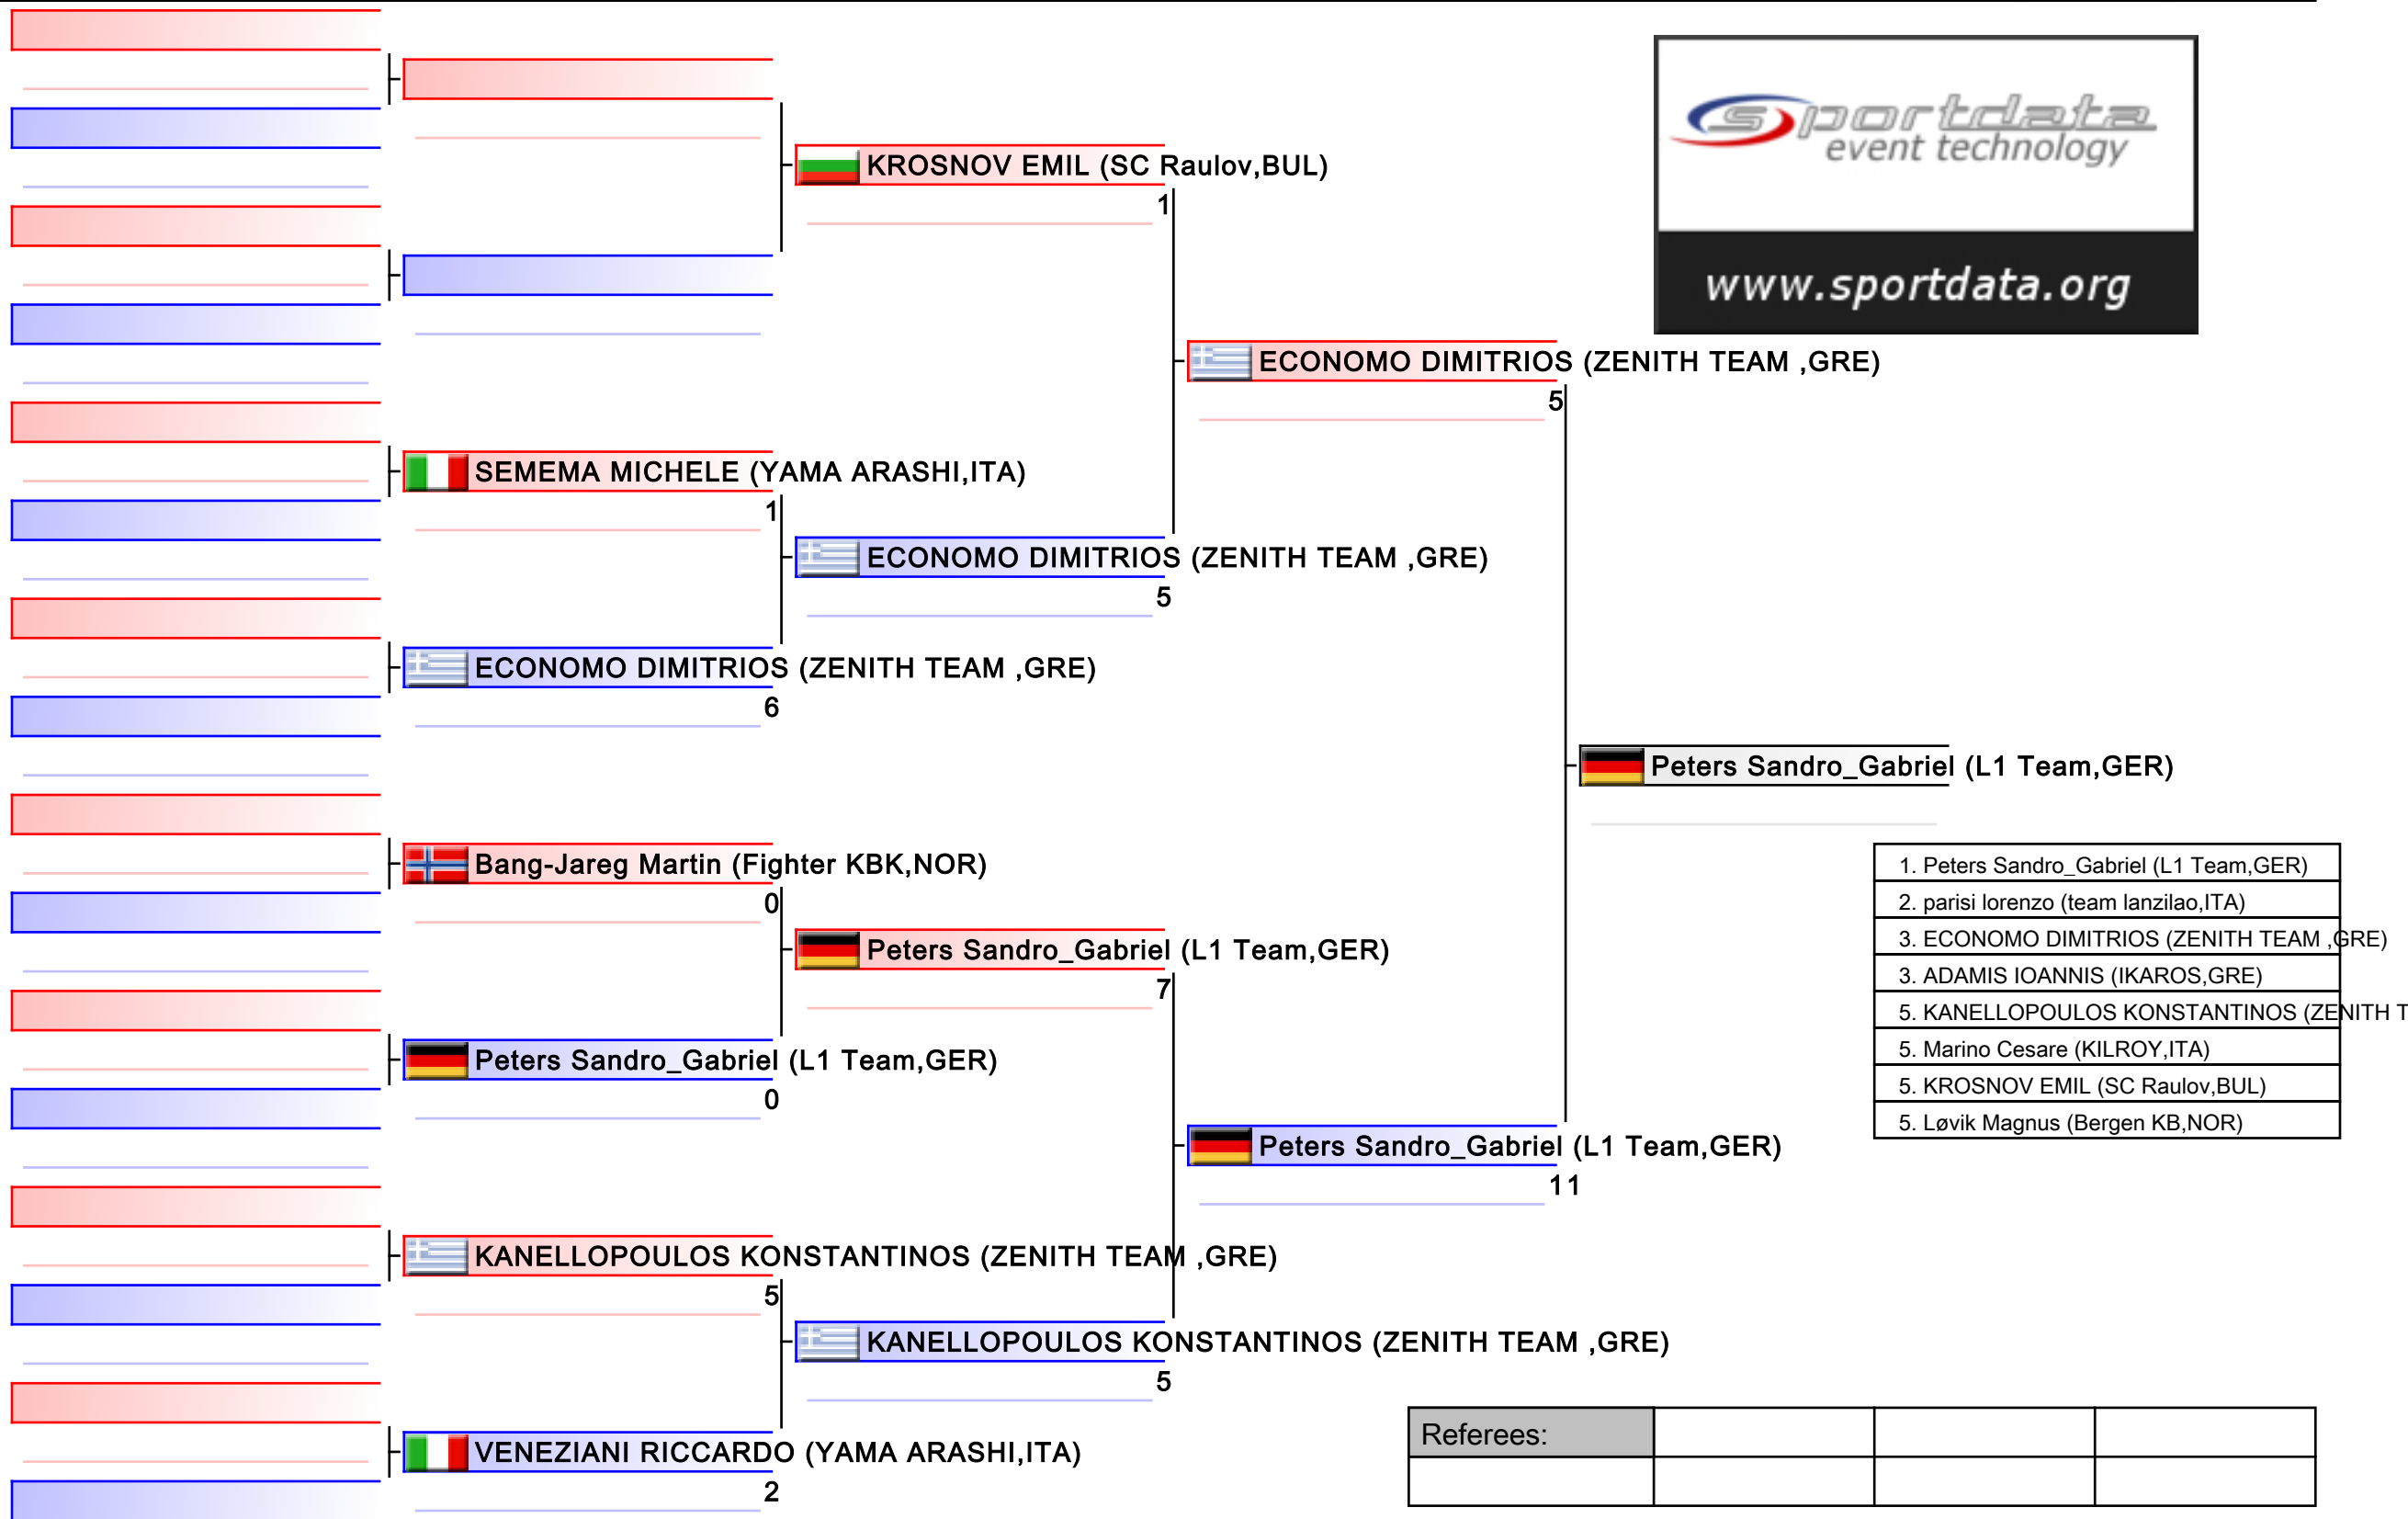 sportdata
event technology
www.sportdata.org
KROSNOV EMIL (SC Raulov,BUL)
1
ECONOMO DIMITRIOS (ZENITH TEAM ,GRE)
5
SEMEMA MICHELE (YAMA ARASHI,ITA)
1
ECONOMO DIMITRIOS (ZENITH TEAM ,GRE)
5
ECONOMO DIMITRIOS (ZENITH TEAM ,GRE)
6
Peters Sandro_Gabriel (L1 Team,GER)
Bang-Jareg Martin (Fighter KBK,NOR)
0
Peters Sandro_Gabriel (L1 Team,GER)
7
Peters Sandro_Gabriel (L1 Team,GER)
0
Peters Sandro_Gabriel (L1 Team,GER)
11
KANELLOPOULOS KONSTANTINOS (ZENITH TEAM ,GRE)
5
KANELLOPOULOS KONSTANTINOS (ZENITH TEAM ,GRE)
5
VENEZIANI RICCARDO (YAMA ARASHI,ITA)
2
1. Peters Sandro_Gabriel (L1 Team,GER)
2. parisi lorenzo (team lanzilao,ITA)
3. ECONOMO DIMITRIOS (ZENITH TEAM ,GRE)
3. ADAMIS IOANNIS (IKAROS,GRE)
5. KANELLOPOULOS KONSTANTINOS (ZENITH T
5. Marino Cesare (KILROY,ITA)
5. KROSNOV EMIL (SC Raulov,BUL)
5. Løvik Magnus (Bergen KB,NOR)
Referees: